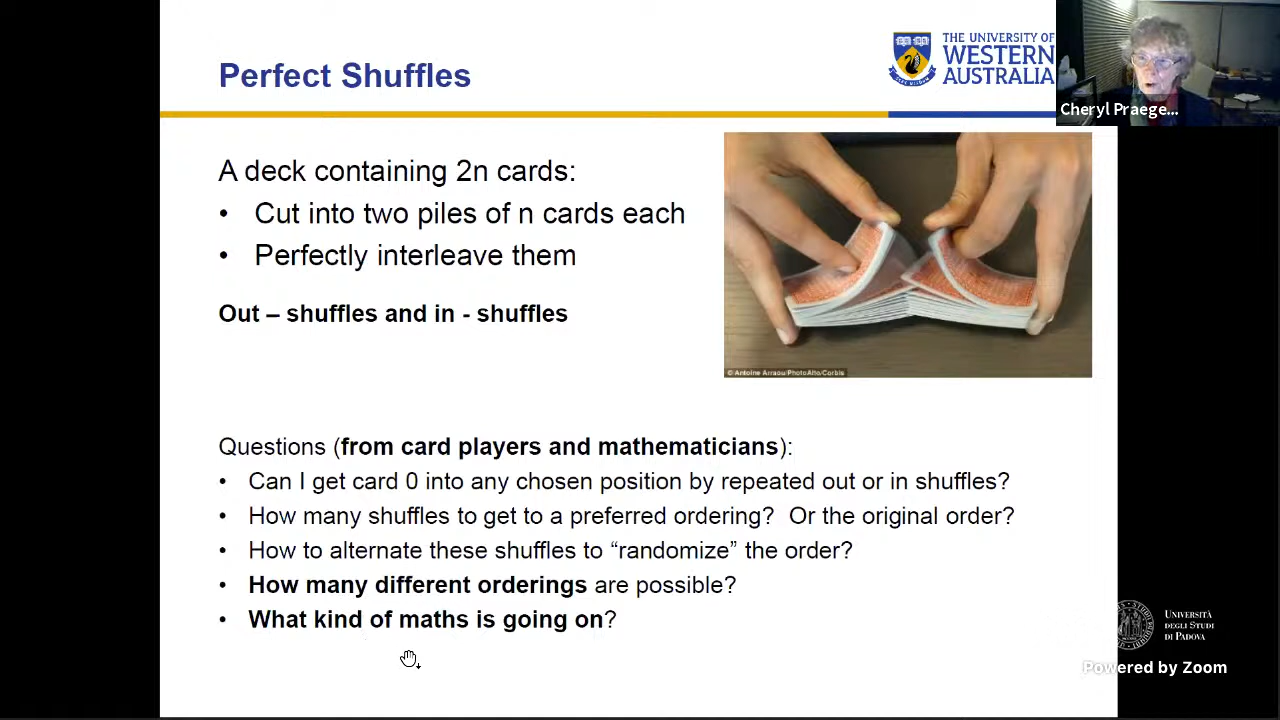 Perfect Shuffles
THE UNIVERSITY OF
WESTERN
AUSTRALIA
Cheryl Praege...
A deck containing 2n cards:
• Cut into two piles of n cards each
• Perfectly interleave them
Out – shuffles and in - shuffles
© Antoine Arraou/PhotoAlto/Corbis
Questions (from card players and mathematicians):
• Can I get card 0 into any chosen position by repeated out or in shuffles?
• How many shuffles to get to a preferred ordering? Or the original order?
• How to alternate these shuffles to “randomize” the order?
• How many different orderings are possible?
• What kind of maths is going on?
UNIVERSITÀ
DEGLI STUDI
DI PADOVA
Powered by Zoom